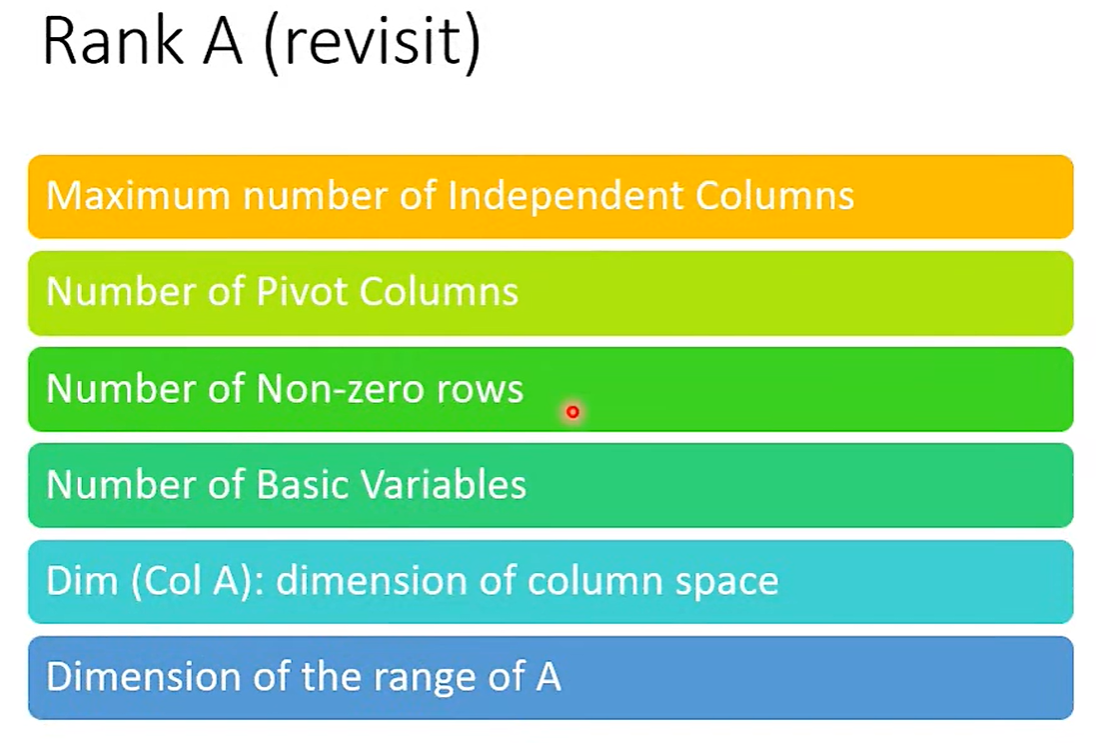 Rank A (revisit)
Maximum number of Independent Columns
Number of Pivot Columns
Number of Non-zero rows
Number of Basic Variables
Dim (Col A): dimension of column space
Dimension of the range of A